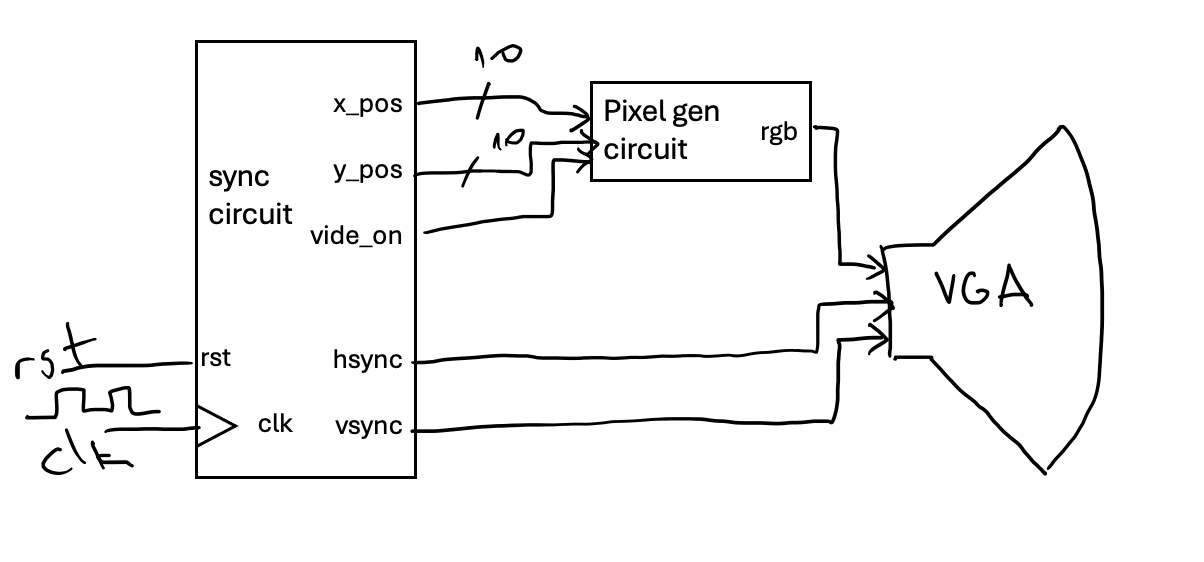 10
x_pos
Pixel gen
circuit
rgb
10
y_pos
sync
circuit
vide_on
VGA
rst
rst
hsync
clk
vsync
clk